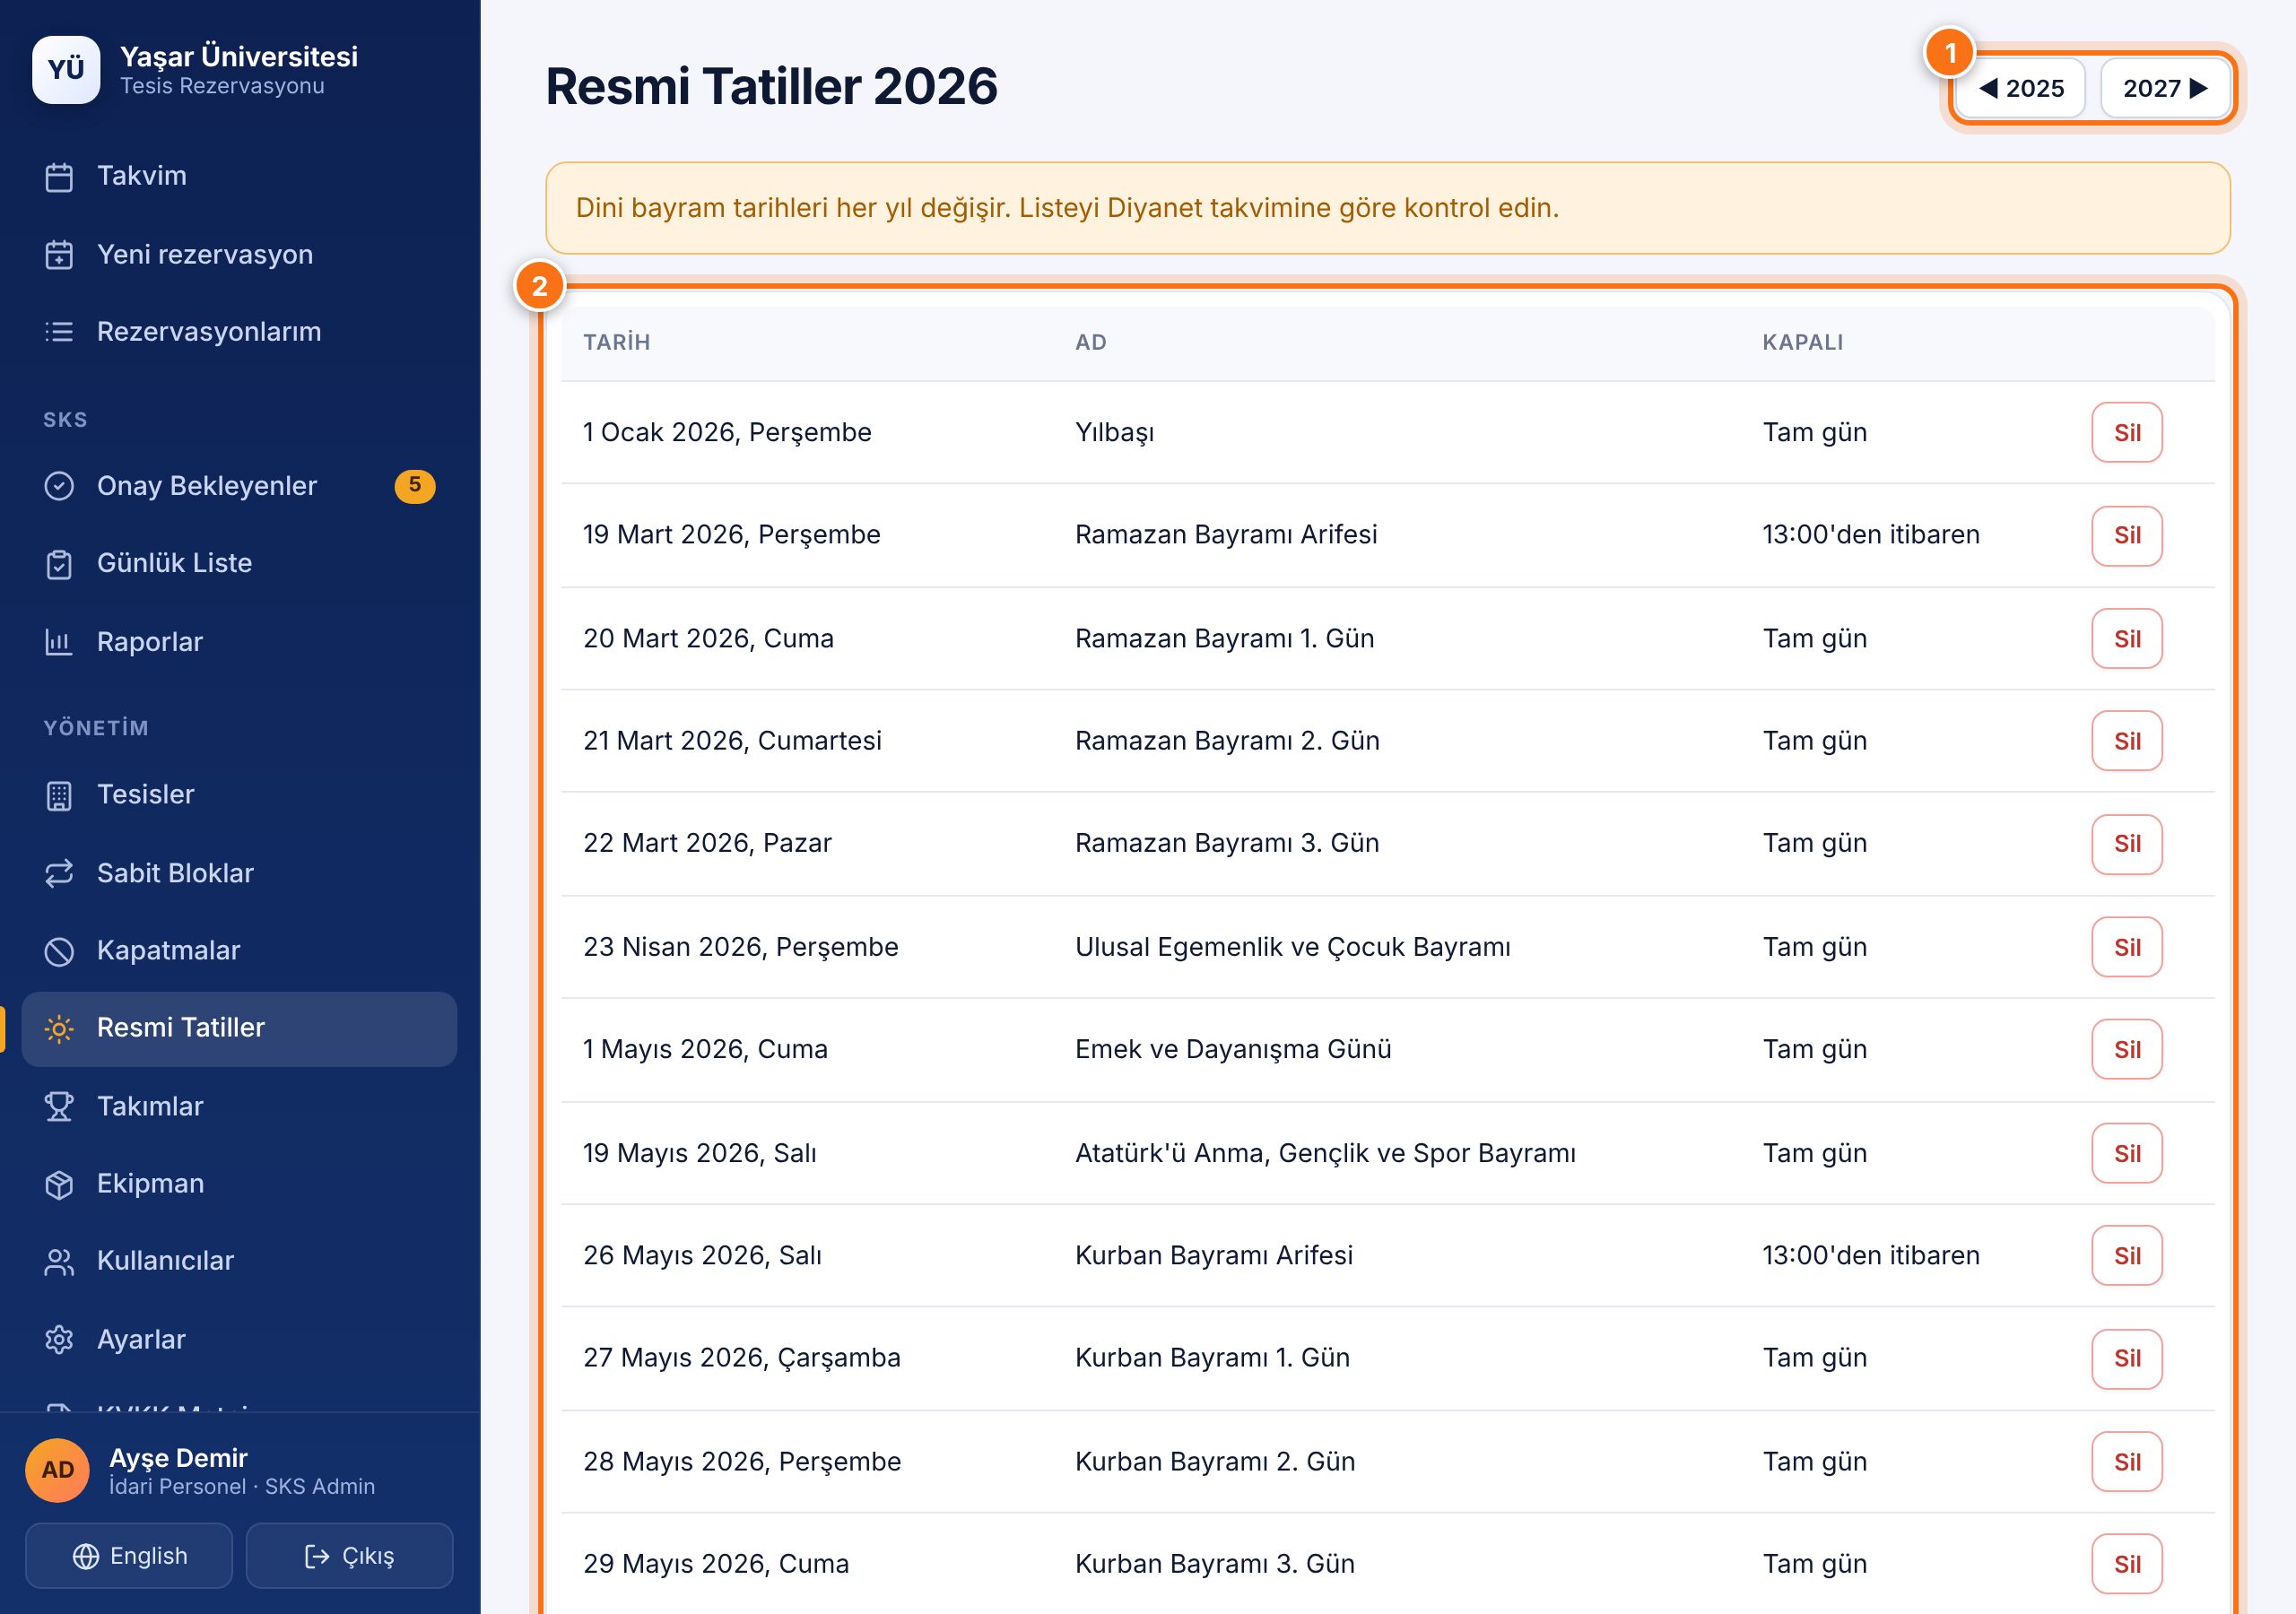 YÜ
Yaşar Üniversitesi
Tesis Rezervasyonu
Takvim
Yeni rezervasyon
Rezervasyonlarım
SKS
Onay Bekleyenler 5
Günlük Liste
Raporlar
YÖNETİM
Tesisler
Sabit Bloklar
Kapatmalar
Resmi Tatiller
Takımlar
Ekipman
Kullanıcılar
Ayarlar
AD
Ayşe Demir
İdari Personel · SKS Admin
English
Çıkış
Resmi Tatiller 2026
1
◀ 2025 2027 ▶
Dini bayram tarihleri her yıl değişir. Listeyi Diyanet takvimine göre kontrol edin.
2
TARİH AD KAPALI
1 Ocak 2026, Perşembe Yılbaşı Tam gün Sil
19 Mart 2026, Perşembe Ramazan Bayramı Arifesi 13:00'den itibaren Sil
20 Mart 2026, Cuma Ramazan Bayramı 1. Gün Tam gün Sil
21 Mart 2026, Cumartesi Ramazan Bayramı 2. Gün Tam gün Sil
22 Mart 2026, Pazar Ramazan Bayramı 3. Gün Tam gün Sil
23 Nisan 2026, Perşembe Ulusal Egemenlik ve Çocuk Bayramı Tam gün Sil
1 Mayıs 2026, Cuma Emek ve Dayanışma Günü Tam gün Sil
19 Mayıs 2026, Salı Atatürk'ü Anma, Gençlik ve Spor Bayramı Tam gün Sil
26 Mayıs 2026, Salı Kurban Bayramı Arifesi 13:00'den itibaren Sil
27 Mayıs 2026, Çarşamba Kurban Bayramı 1. Gün Tam gün Sil
28 Mayıs 2026, Perşembe Kurban Bayramı 2. Gün Tam gün Sil
29 Mayıs 2026, Cuma Kurban Bayramı 3. Gün Tam gün Sil